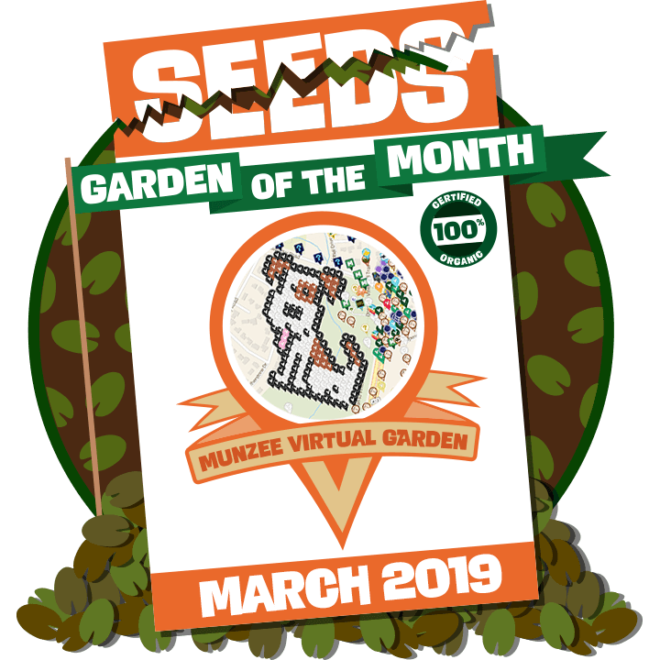 SEEDS
GARDEN OF THE MONTH
CERTIFIED
100%
ORGANIC
MUNZEE VIRTUAL GARDEN
MARCH 2019